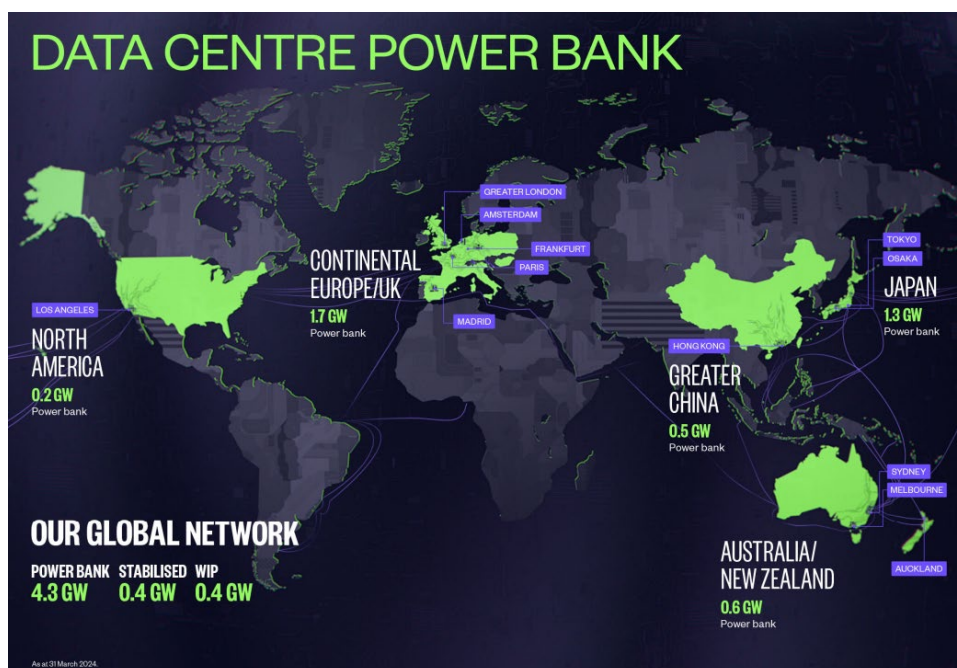 DATA CENTRE POWER BANK
GREATER LONDON
AMSTERDAM
FRANKFURT
PARIS
MADRID
CONTINENTAL
EUROPE/UK
1.7 GW
Power bank
LOS ANGELES
NORTH
AMERICA
0.2 GW
Power bank
TOKYO
OSAKA
JAPAN
1.3 GW
Power bank
HONG KONG
GREATER
CHINA
0.5 GW
Power bank
SYDNEY
MELBOURNE
AUCKLAND
AUSTRALIA/
NEW ZEALAND
0.6 GW
Power bank
OUR GLOBAL NETWORK
POWER BANK STABILISED WIP
4.3 GW 0.4 GW 0.4 GW
As at 31 March 2024.